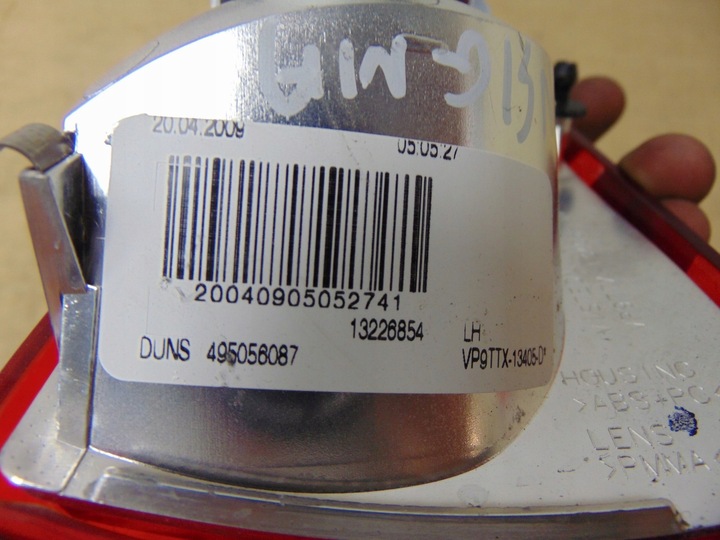 20.04.2009
05:05:27
20040905052741
13226854
DUNS 495056087
LH
VP9TTX-13405-D*
HOUSING
>ABS+PC<
LENS
>PMMA<